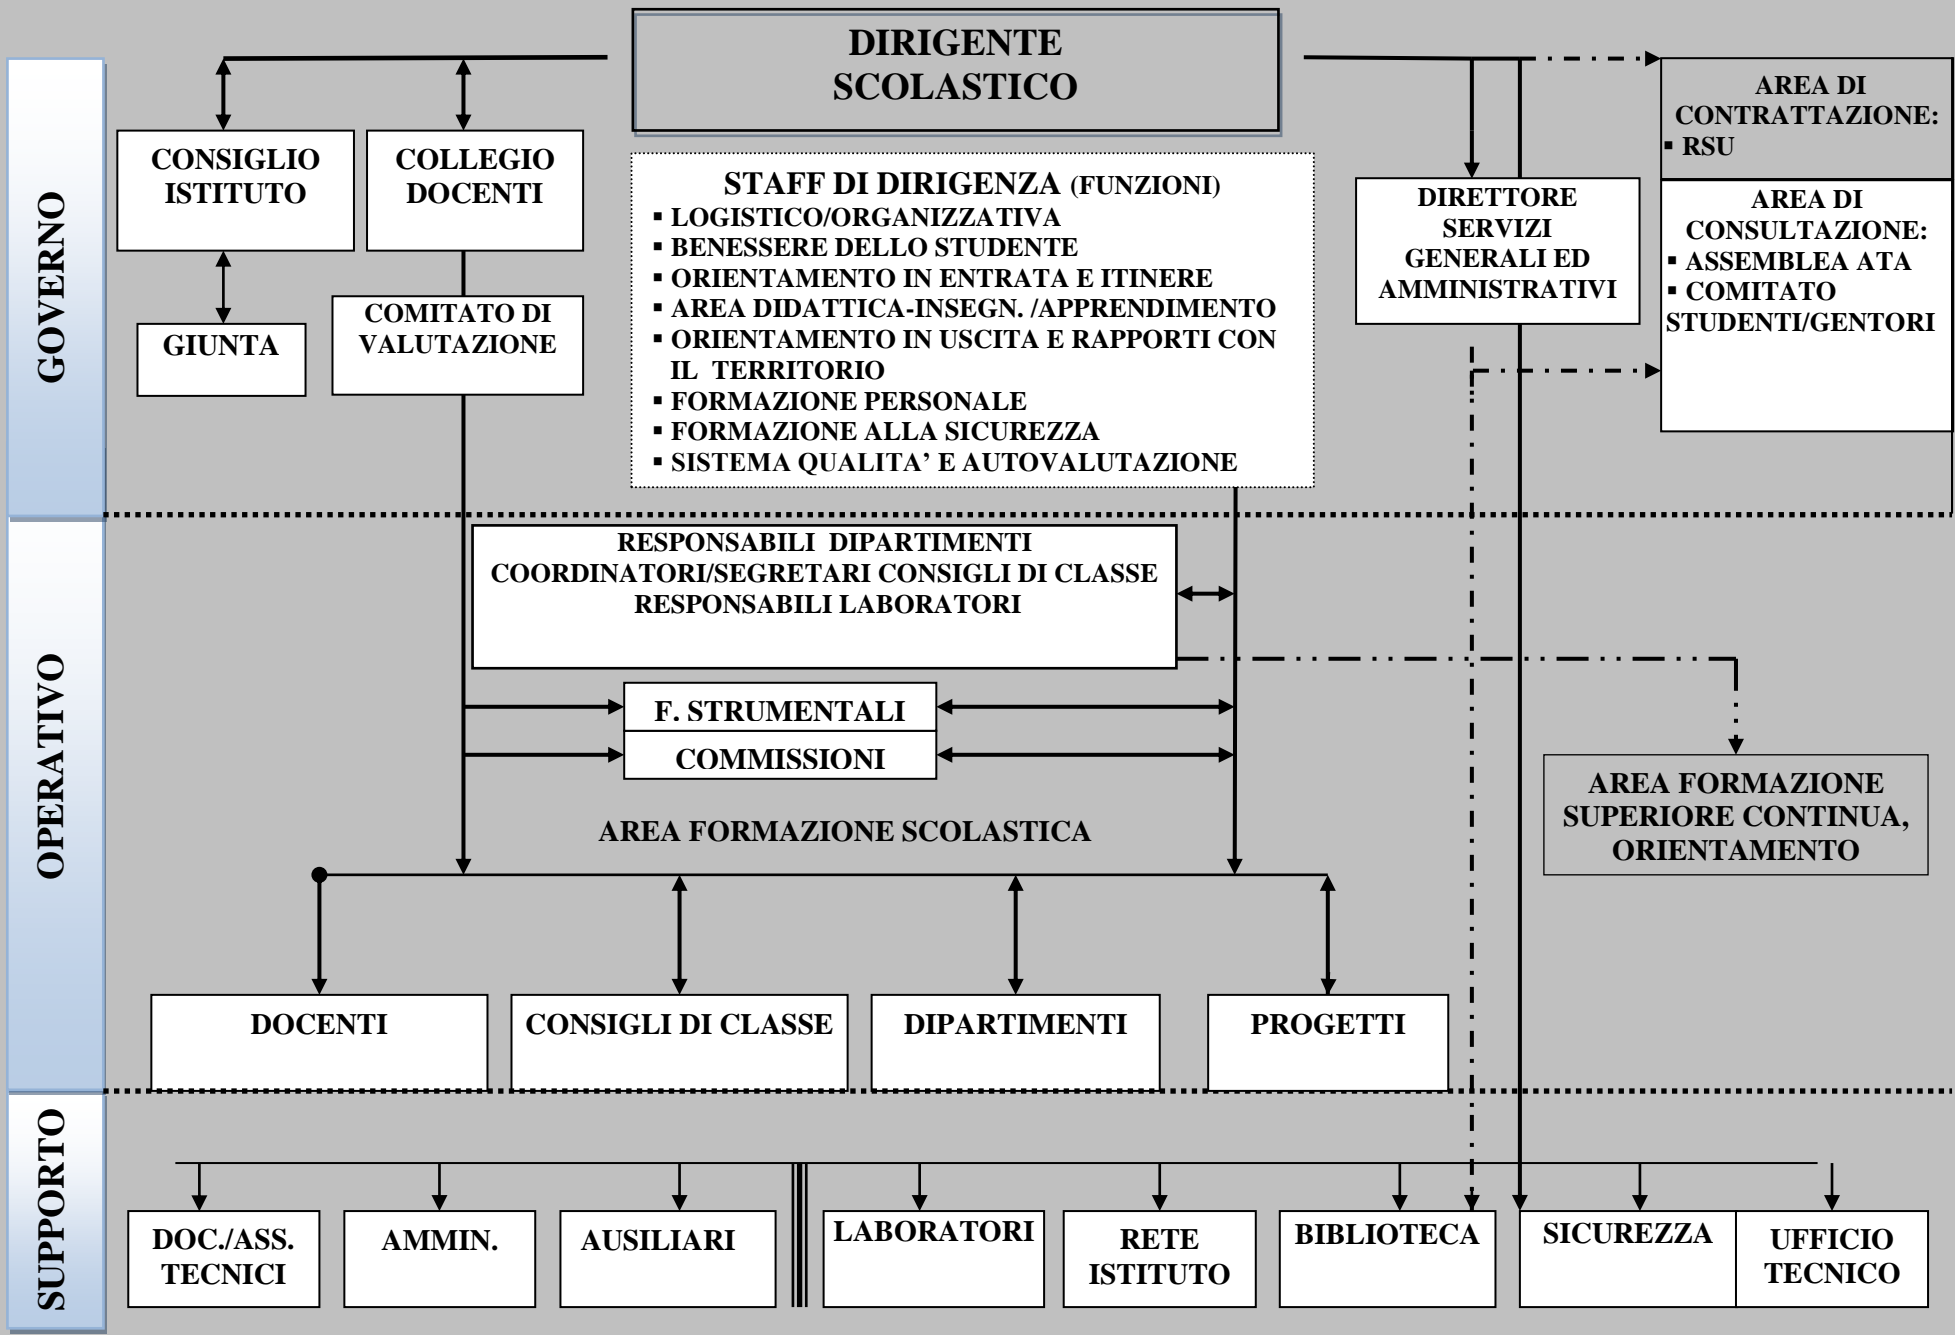 DIRIGENTE
SCOLASTICO
GOVERNO
CONSIGLIO
ISTITUTO
COLLEGIO
DOCENTI
GIUNTA
COMITATO DI
VALUTAZIONE
STAFF DI DIRIGENZA (FUNZIONI)
▪ LOGISTICO/ORGANIZZATIVA
▪ BENESSERE DELLO STUDENTE
▪ ORIENTAMENTO IN ENTRATA E ITINERE
▪ AREA DIDATTICA-INSEGN. /APPRENDIMENTO
▪ ORIENTAMENTO IN USCITA E RAPPORTI CON
IL TERRITORIO
▪ FORMAZIONE PERSONALE
▪ FORMAZIONE ALLA SICUREZZA
▪ SISTEMA QUALITA’ E AUTOVALUTAZIONE
DIRETTORE
SERVIZI
GENERALI ED
AMMINISTRATIVI
AREA DI
CONTRATTAZIONE:
▪ RSU
AREA DI
CONSULTAZIONE:
▪ ASSEMBLEA ATA
▪ COMITATO
STUDENTI/GENTORI
OPERATIVO
RESPONSABILI DIPARTIMENTI
COORDINATORI/SEGRETARI CONSIGLI DI CLASSE
RESPONSABILI LABORATORI
F. STRUMENTALI
COMMISSIONI
AREA FORMAZIONE SCOLASTICA
AREA FORMAZIONE
SUPERIORE CONTINUA,
ORIENTAMENTO
DOCENTI
CONSIGLI DI CLASSE
DIPARTIMENTI
PROGETTI
SUPPORTO
DOC./ASS.
TECNICI
AMMIN.
AUSILIARI
LABORATORI
RETE
ISTITUTO
BIBLIOTECA
SICUREZZA
UFFICIO
TECNICO